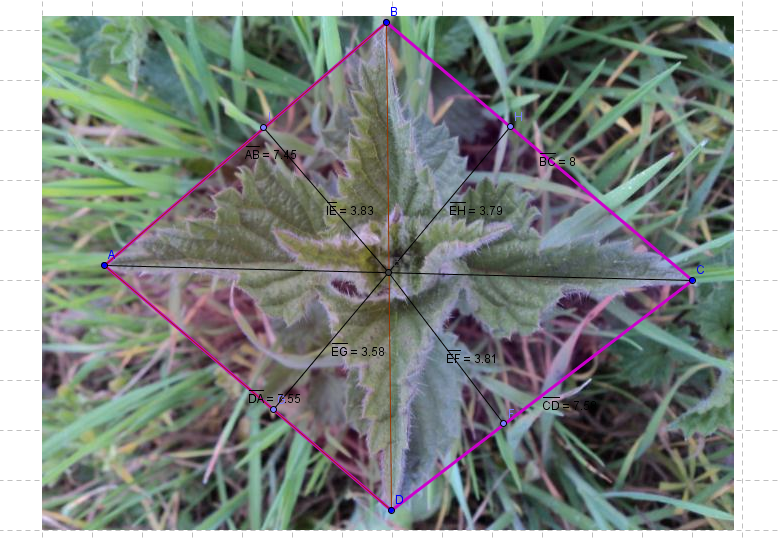 B
AB = 7.45
BC = 8
IE = 3.83
EH = 3.79
A
C
EG = 3.58
EF = 3.81
DA = 7.55
D